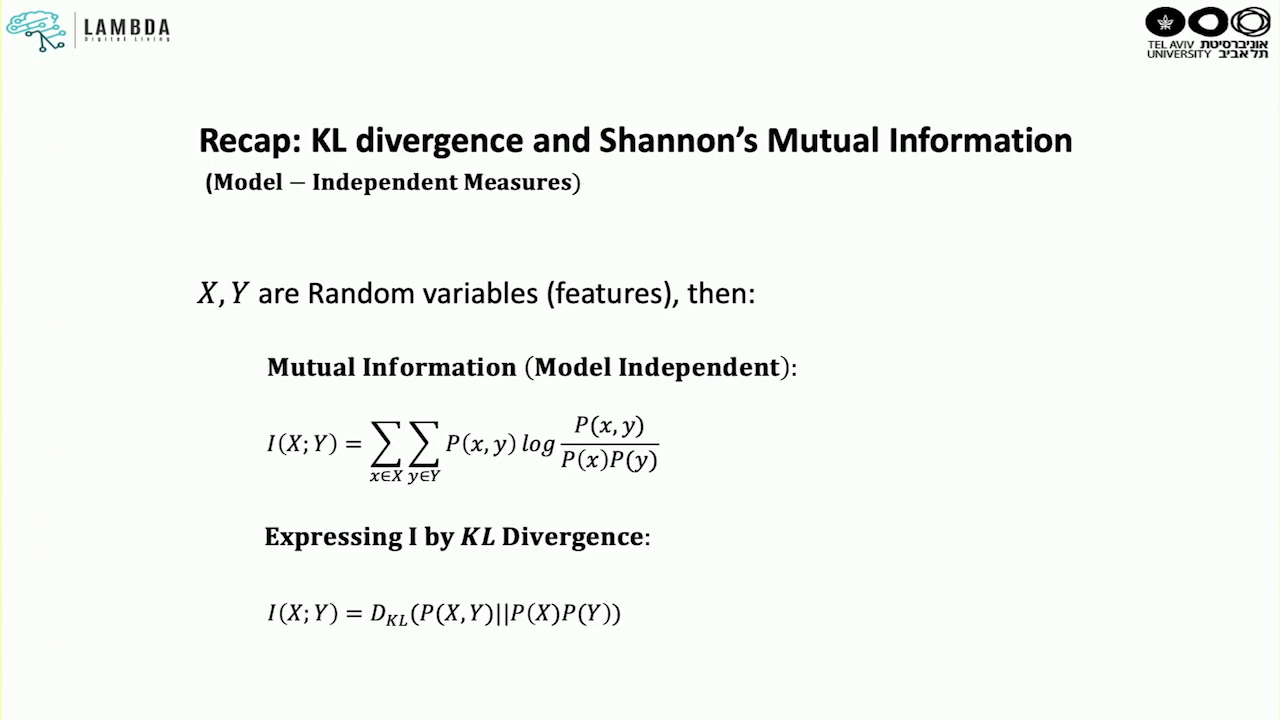 LAMBDA
Digital Living
TEL AVIV אוניברסיטת
UNIVERSITY תל אביב
Recap: KL divergence and Shannon’s Mutual Information
(Model − Independent Measures)
X, Y are Random variables (features), then:
Mutual Information (Model Independent):
I(X; Y) = ∑_{x∈X} ∑_{y∈Y} P(x, y) log P(x, y) / P(x)P(y)
Expressing I by KL Divergence:
I(X; Y) = D_{KL}(P(X, Y)||P(X)P(Y))